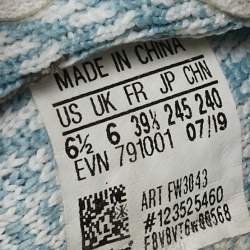 MADE IN CHINA
US UK FR JP CHN
6½ 6 39⅓ 245 240
EVN 791001 07/19
ART FW3043
#123525460